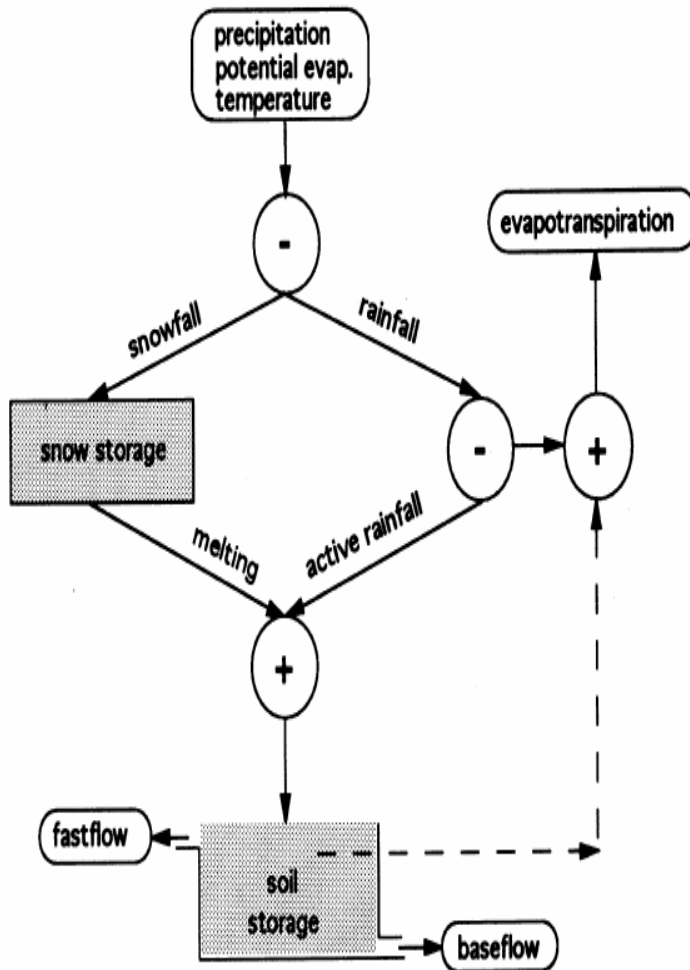 precipitation
potential evap.
temperature
-
evapotranspiration
snowfall
rainfall
snow storage
-
+
melting
active rainfall
+
fastflow
soil
storage
baseflow